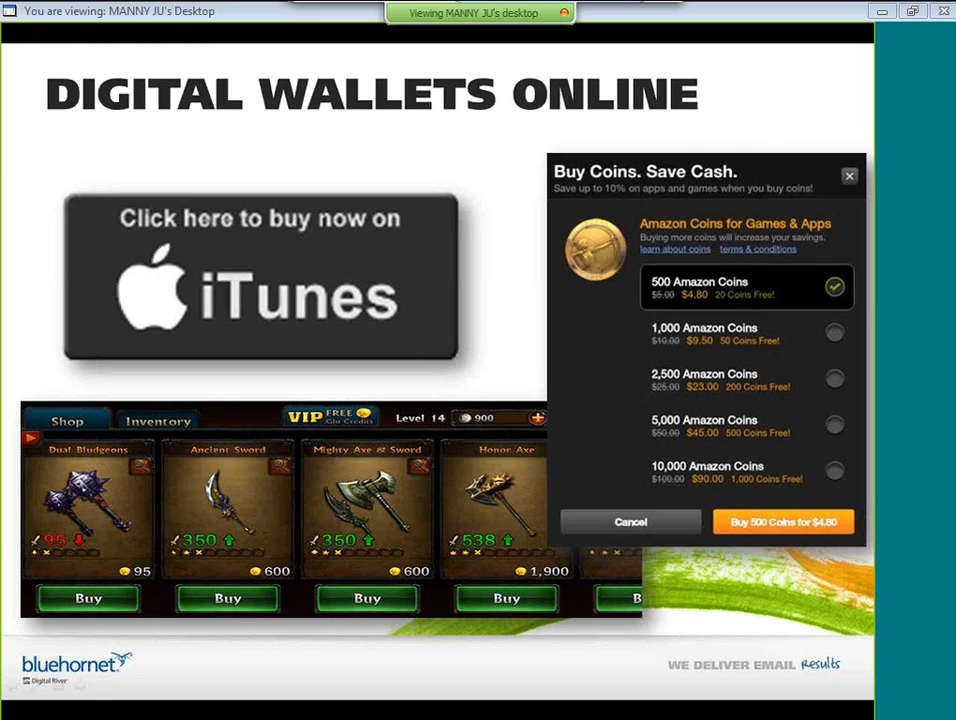 You are viewing: MANNY JU's Desktop
Viewing MANNY JU's desktop
DIGITAL WALLETS ONLINE
Click here to buy now on
iTunes
Buy Coins. Save Cash.
Save up to 10% on apps and games when you buy coins!
Amazon Coins for Games & Apps
Buying more coins will increase your savings.
learn about coins terms & conditions
500 Amazon Coins
$5.00 $4.80 20 Coins Free!
1,000 Amazon Coins
$10.00 $9.50 50 Coins Free!
2,500 Amazon Coins
$25.00 $23.00 200 Coins Free!
5,000 Amazon Coins
$50.00 $45.00 500 Coins Free!
10,000 Amazon Coins
$100.00 $90.00 1,000 Coins Free!
Cancel Buy 500 Coins for $4.80
Shop Inventory VIP FREE Glu Credits Level 14 900
Dual Bludgeons Ancient Sword Mighty Axe & Sword Honor Axe
95 350 350 538
95 600 600 1,900
Buy Buy Buy Buy B
bluehornet
Digital River
WE DELIVER EMAIL Results